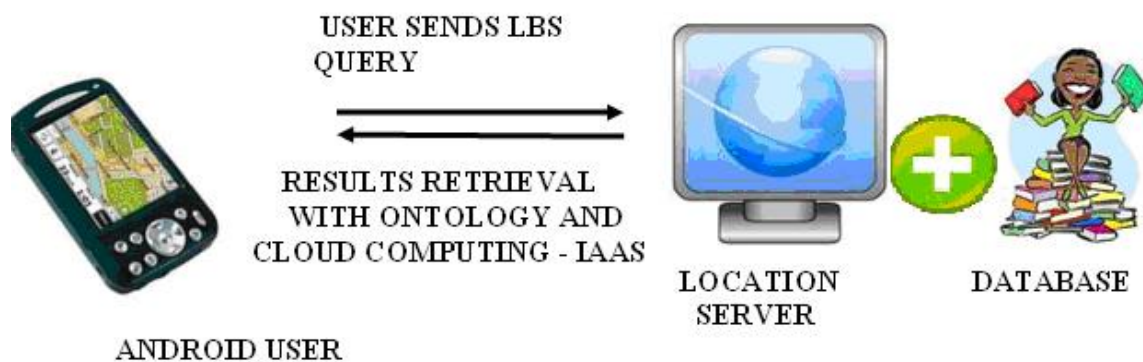 USER SENDS LBS
QUERY
RESULTS RETRIEVAL
WITH ONTOLOGY AND
CLOUD COMPUTING - IAAS
LOCATION
SERVER
DATABASE
ANDROID USER